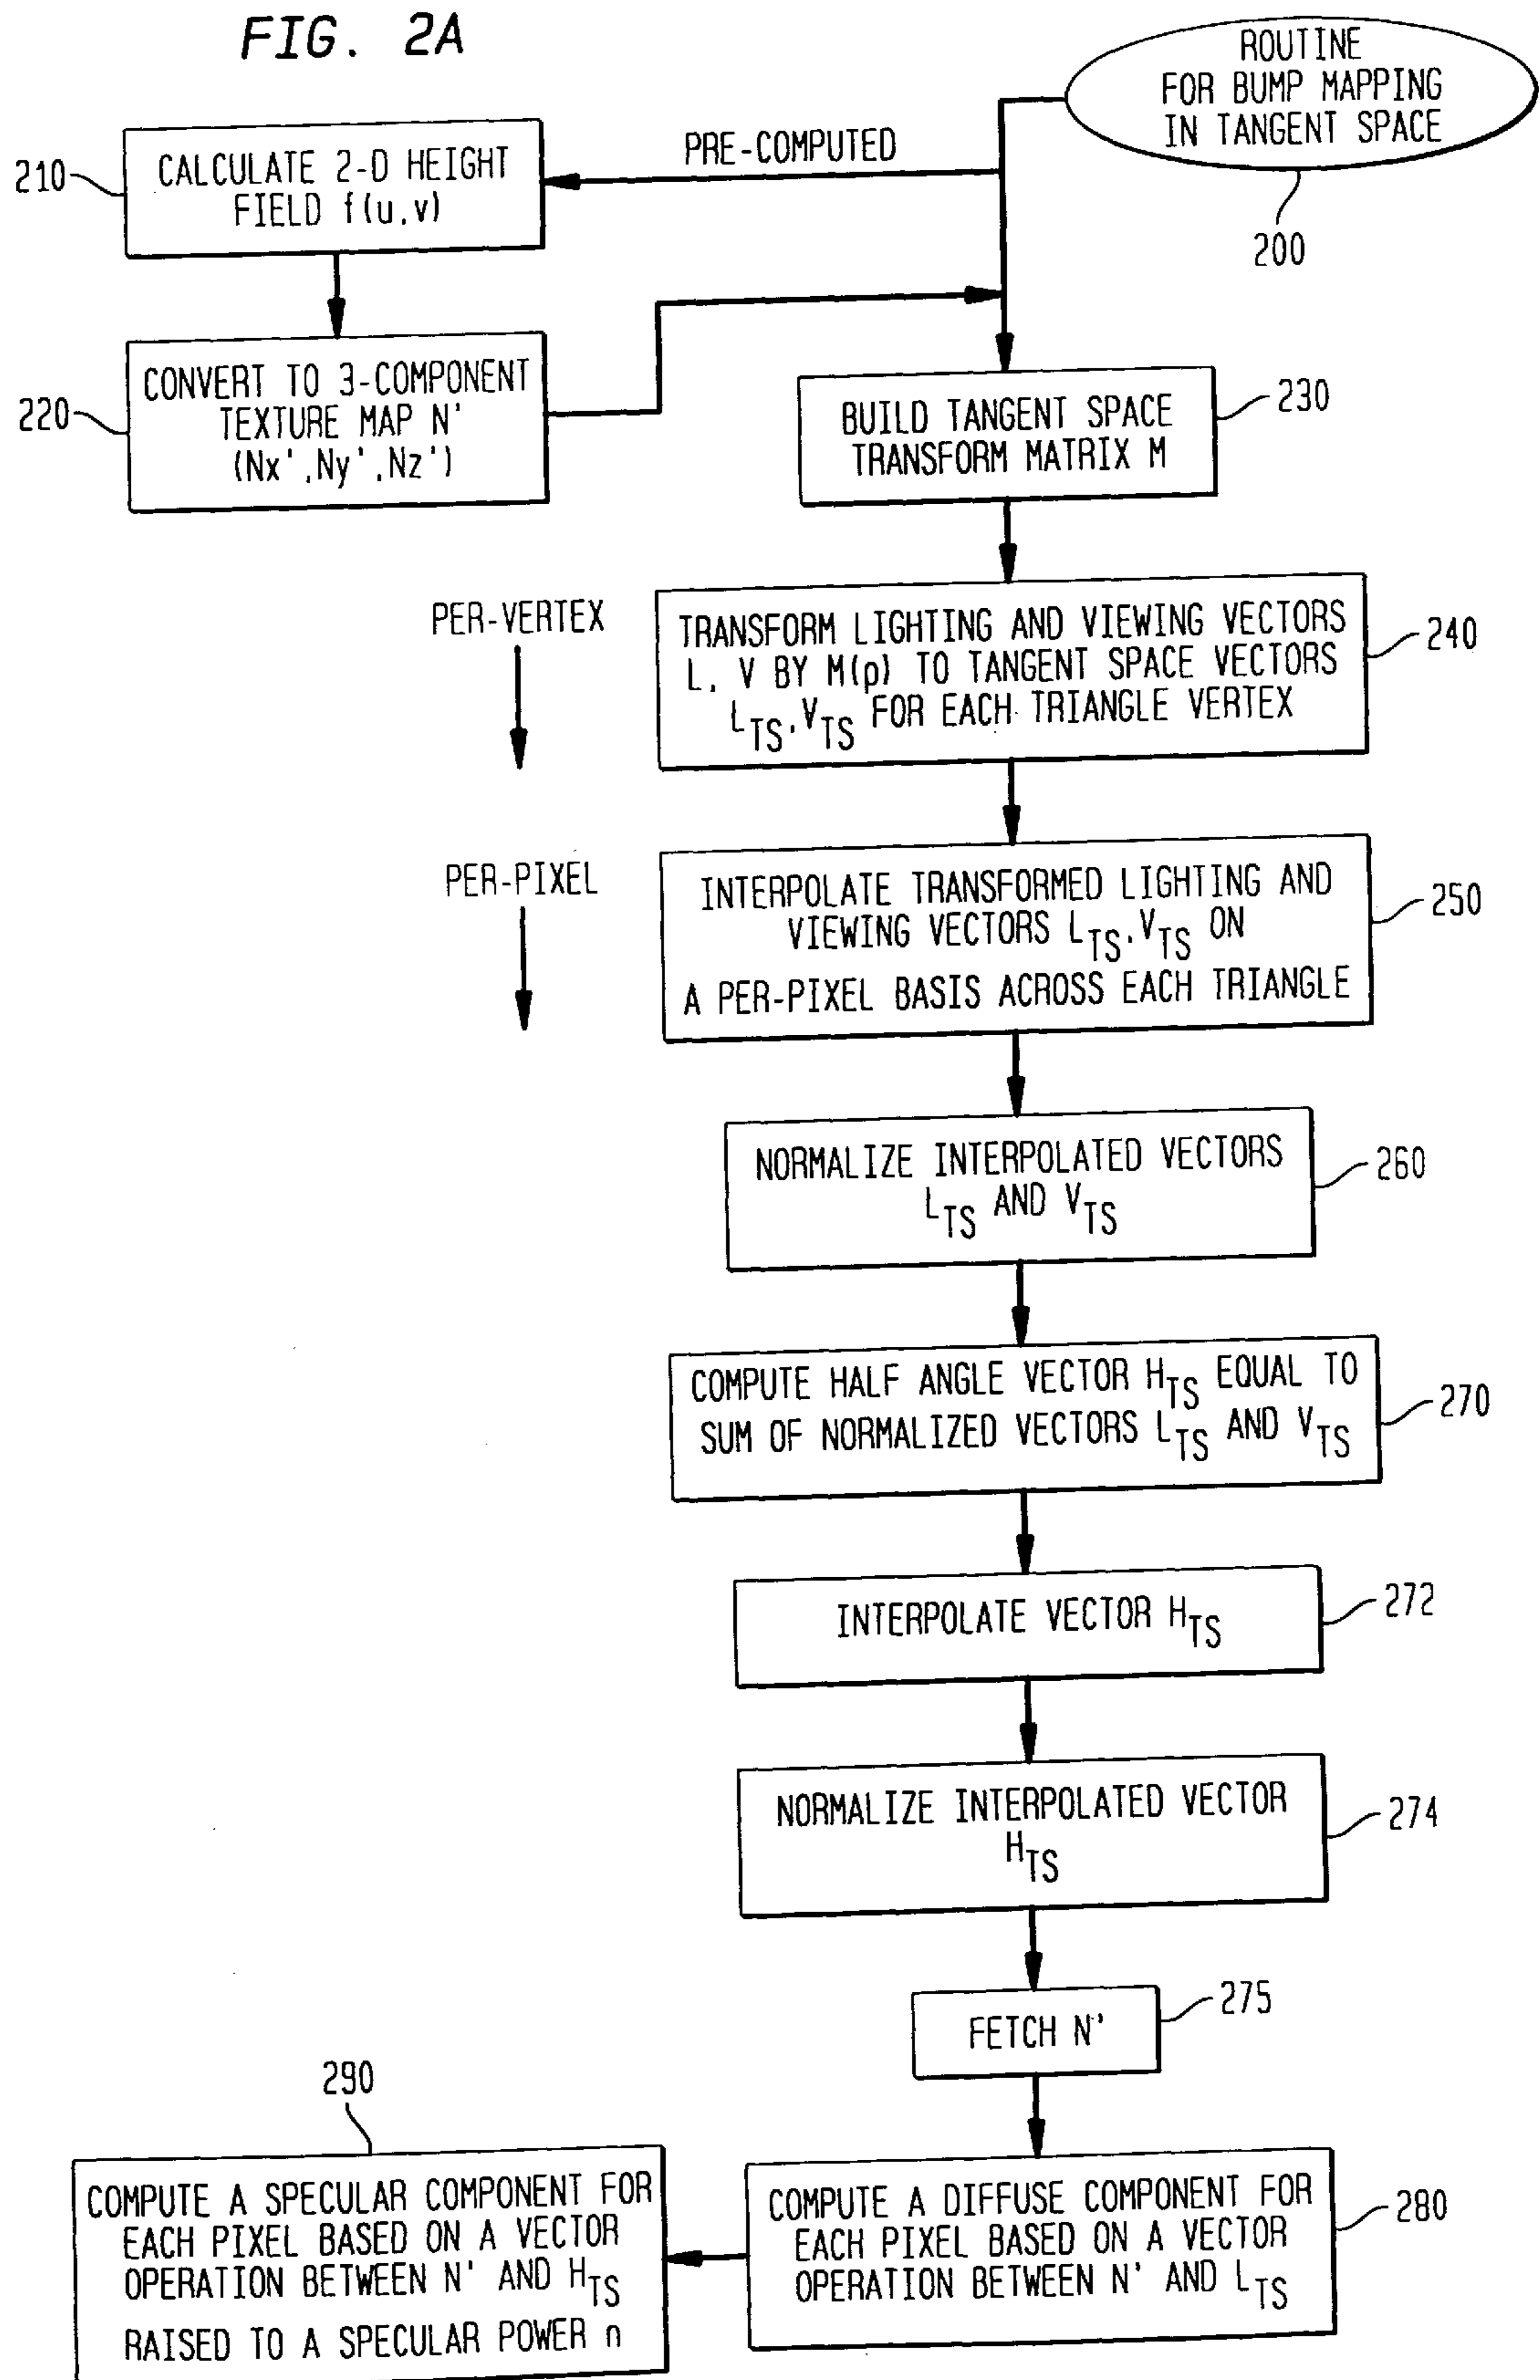 FIG. 2A
ROUTINE
FOR BUMP MAPPING
IN TANGENT SPACE
200
PRE-COMPUTED
210
CALCULATE 2-D HEIGHT
FIELD f(u,v)
220
CONVERT TO 3-COMPONENT
TEXTURE MAP N'
(Nx',Ny',Nz')
BUILD TANGENT SPACE
TRANSFORM MATRIX M
230
PER-VERTEX
TRANSFORM LIGHTING AND VIEWING VECTORS
L, V BY M(p) TO TANGENT SPACE VECTORS
LTS,VTS FOR EACH TRIANGLE VERTEX
240
PER-PIXEL
INTERPOLATE TRANSFORMED LIGHTING AND
VIEWING VECTORS LTS,VTS ON
A PER-PIXEL BASIS ACROSS EACH TRIANGLE
250
NORMALIZE INTERPOLATED VECTORS
LTS AND VTS
260
COMPUTE HALF ANGLE VECTOR HTS EQUAL TO
SUM OF NORMALIZED VECTORS LTS AND VTS
270
INTERPOLATE VECTOR HTS
272
NORMALIZE INTERPOLATED VECTOR
HTS
274
FETCH N'
275
COMPUTE A DIFFUSE COMPONENT FOR
EACH PIXEL BASED ON A VECTOR
OPERATION BETWEEN N' AND LTS
280
290
COMPUTE A SPECULAR COMPONENT FOR
EACH PIXEL BASED ON A VECTOR
OPERATION BETWEEN N' AND HTS
RAISED TO A SPECULAR POWER n